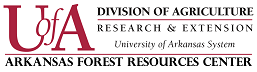 UofA
DIVISION OF AGRICULTURE
RESEARCH & EXTENSION
University of Arkansas System
ARKANSAS FOREST RESOURCES CENTER